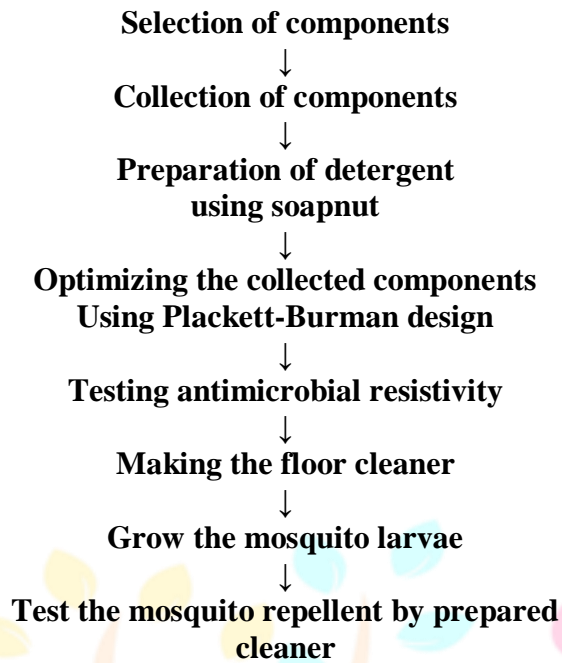 Selection of components
↓
Collection of components
↓
Preparation of detergent
using soapnut
↓
Optimizing the collected components
Using Plackett-Burman design
↓
Testing antimicrobial resistivity
↓
Making the floor cleaner
↓
Grow the mosquito larvae
↓
Test the mosquito repellent by prepared
cleaner